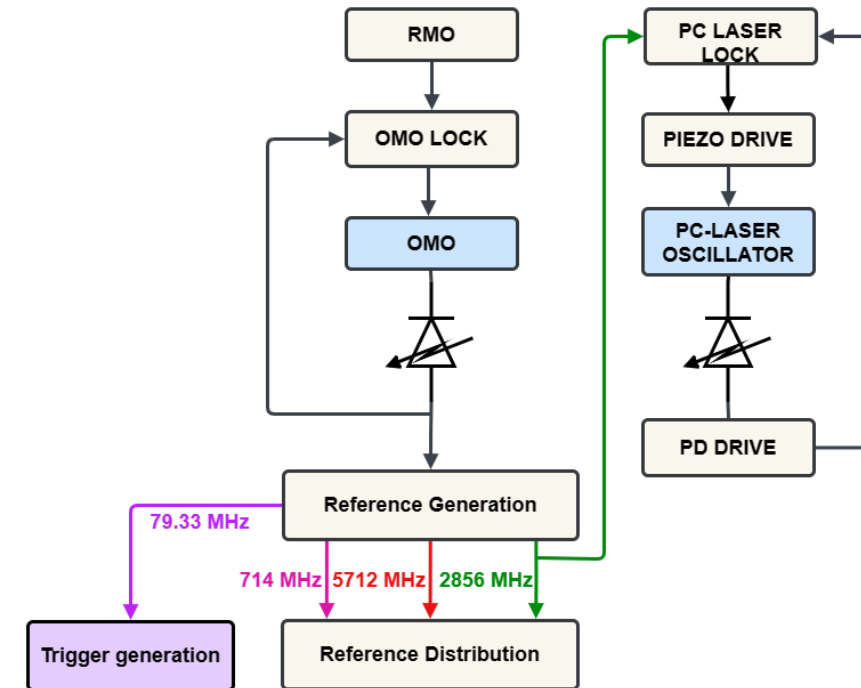 RMO
OMO LOCK
OMO
Reference Generation
79.33 MHz
714 MHz
5712 MHz
2856 MHz
Trigger generation
Reference Distribution
PC LASER
LOCK
PIEZO DRIVE
PC-LASER
OSCILLATOR
PD DRIVE